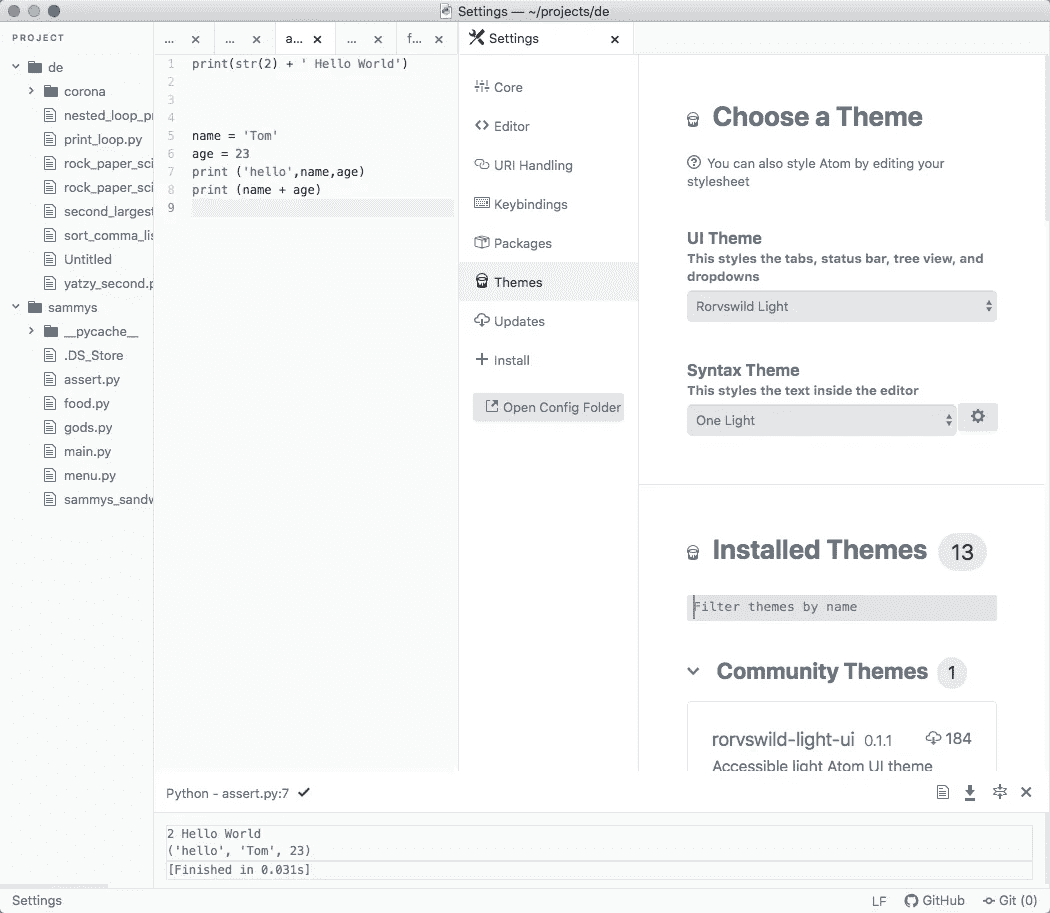 Settings — ~/projects/de
PROJECT
de
corona
nested_loop_pr
print_loop.py
rock_paper_sci
rock_paper_sci
second_largest
sort_comma_lis
Untitled
yatzy_second.p
sammys
__pycache__
.DS_Store
assert.py
food.py
gods.py
main.py
menu.py
sammys_sandw
... ... a... ... f... Settings
1 print(str(2) + ' Hello World')
2
3
4
5 name = 'Tom'
6 age = 23
7 print ('hello',name,age)
8 print (name + age)
9
Core
Editor
URI Handling
Keybindings
Packages
Themes
Updates
Install
Open Config Folder
Choose a Theme
You can also style Atom by editing your
stylesheet
UI Theme
This styles the tabs, status bar, tree view, and
dropdowns
Rorvswild Light
Syntax Theme
This styles the text inside the editor
One Light
Installed Themes 13
Filter themes by name
Community Themes 1
rorvswild-light-ui 0.1.1 184
Accessible light Atom UI theme
Python - assert.py:7
2 Hello World
('hello', 'Tom', 23)
[Finished in 0.031s]
Settings LF GitHub Git (0)